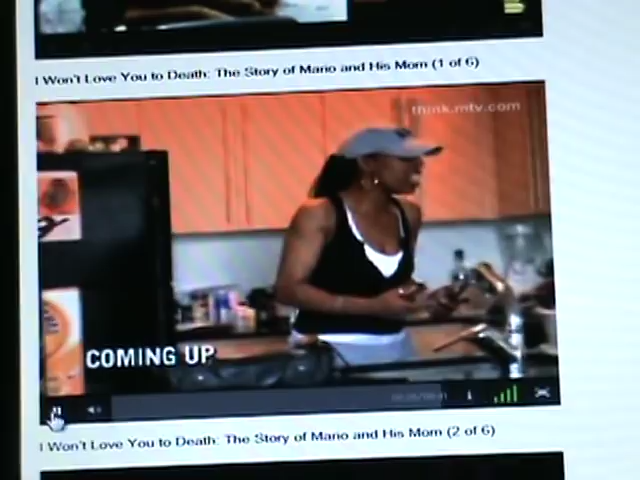 I Won't Love You to Death: The Story of Mario and His Mom (1 of 6)
think.mtv.com
COMING UP
I Won't Love You to Death: The Story of Mario and His Mom (2 of 6)